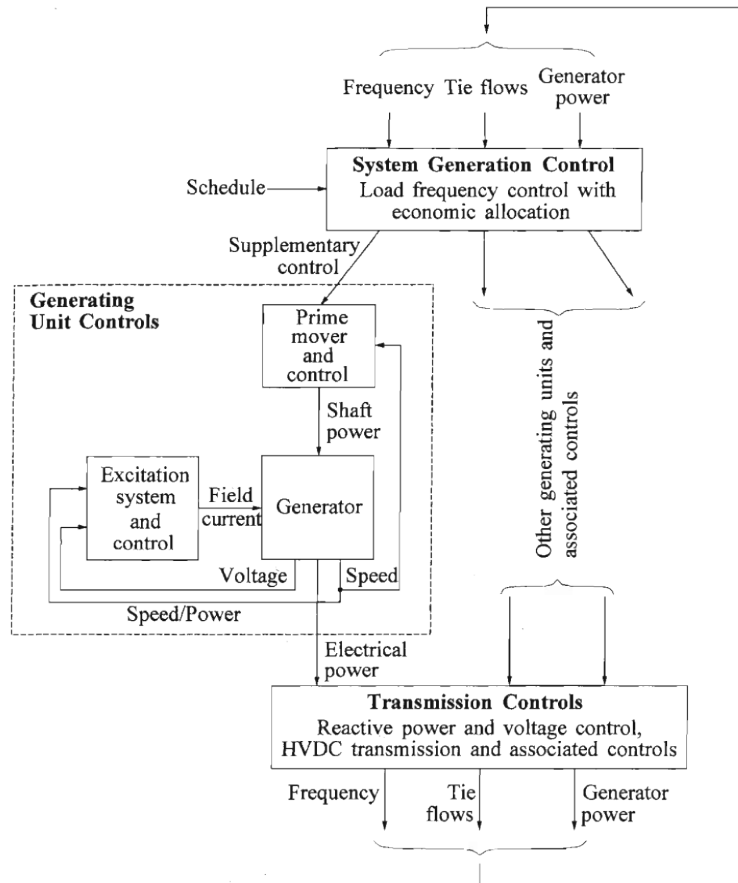 Frequency Tie flows
Generator
power
System Generation Control
Load frequency control with
economic allocation
Schedule
Supplementary
control
Generating
Unit Controls
Prime
mover
and
control
Shaft
power
Excitation
system
and
control
Field
current
Generator
Voltage
Speed
Speed/Power
Other generating units and
associated controls
Electrical
power
Transmission Controls
Reactive power and voltage control,
HVDC transmission and associated controls
Frequency
Tie
flows
Generator
power